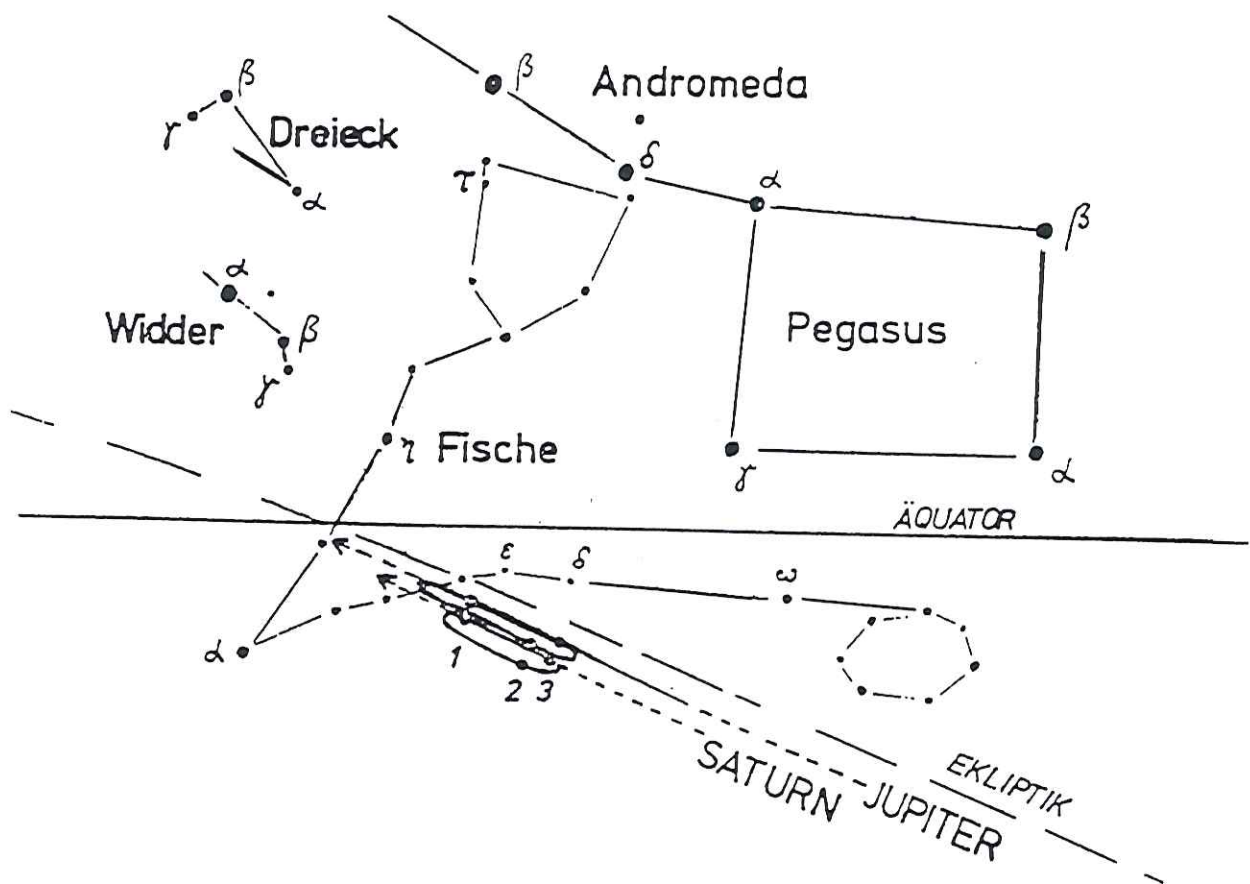 β
Andromeda
β
γ
Dreieck
δ
α
τ
α
β
α
Widder
β
γ
Pegasus
η Fische
γ
α
ÄQUATOR
ε
δ
ω
α
1
2 3
SATURN
JUPITER
EKLIPTIK